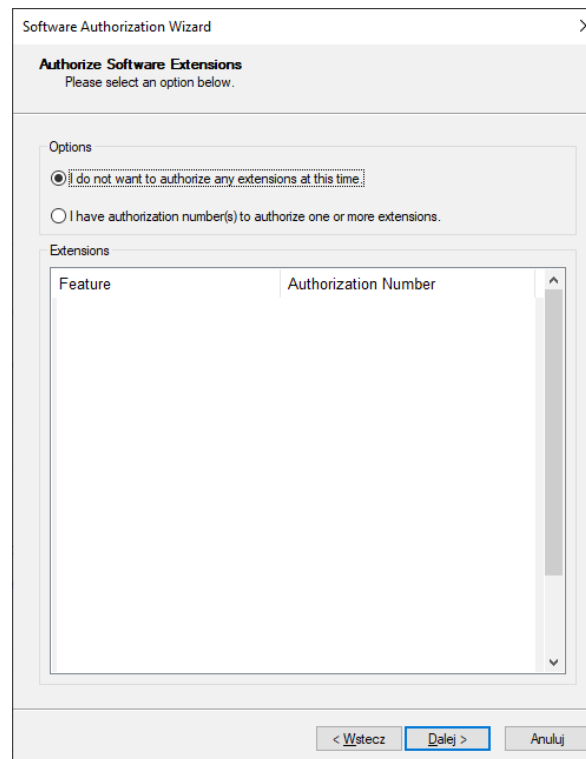 Software Authorization Wizard
Authorize Software Extensions
Please select an option below.
Options
I do not want to authorize any extensions at this time.
I have authorization number(s) to authorize one or more extensions.
Extensions
Feature Authorization Number
< Wstecz Dalej > Anuluj